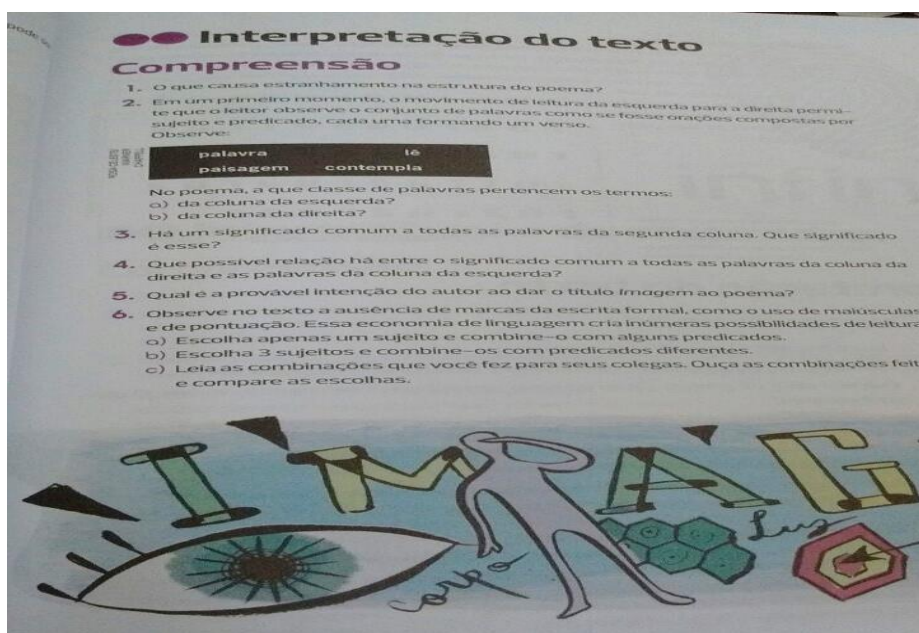 pode se
Interpretação do texto
Compreensão
1. O que causa estranhamento na estrutura do poema?
2. Em um primeiro momento, o movimento de leitura da esquerda para a direita permi-
te que o leitor observe o conjunto de palavras como se fosse orações compostas por
sujeito e predicado, cada uma formando um verso.
Observe:
palavra lê
paisagem contempla
No poema, a que classe de palavras pertencem os termos:
a) da coluna da esquerda?
b) da coluna da direita?
3. Há um significado comum a todas as palavras da segunda coluna. Que significado
é esse?
4. Que possível relação há entre o significado comum a todas as palavras da coluna da
direita e as palavras da coluna da esquerda?
5. Qual é a provável intenção do autor ao dar o título Imagem ao poema?
6. Observe no texto a ausência de marcas da escrita formal, como o uso de maiúsculas
e de pontuação. Essa economia de linguagem cria inúmeras possibilidades de leitura
a) Escolha apenas um sujeito e combine-o com alguns predicados.
b) Escolha 3 sujeitos e combine-os com predicados diferentes.
c) Leia as combinações que você fez para seus colegas. Ouça as combinações feit
e compare as escolhas.
IMAG
corpo
Luz